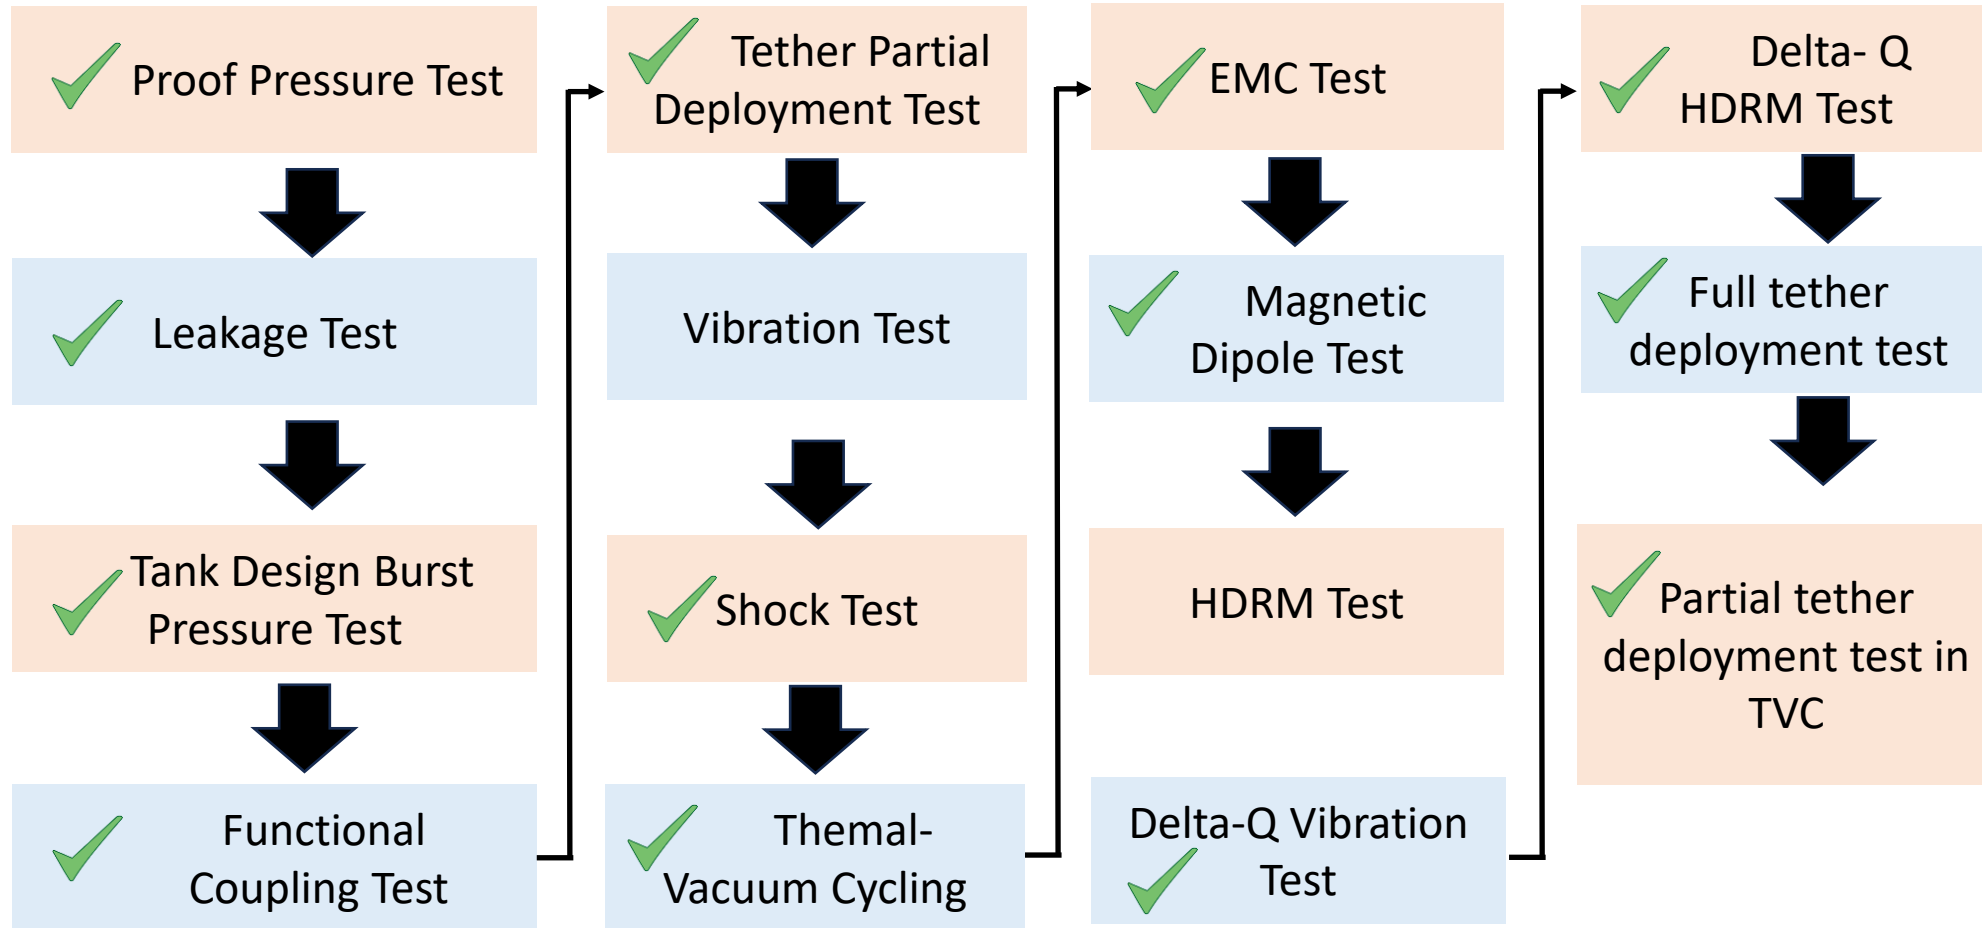 Proof Pressure Test
Leakage Test
Tank Design Burst
Pressure Test
Functional
Coupling Test
Tether Partial
Deployment Test
Vibration Test
Shock Test
Themal-
Vacuum Cycling
EMC Test
Magnetic
Dipole Test
HDRM Test
Delta-Q Vibration
Test
Delta- Q
HDRM Test
Full tether
deployment test
Partial tether
deployment test in
TVC